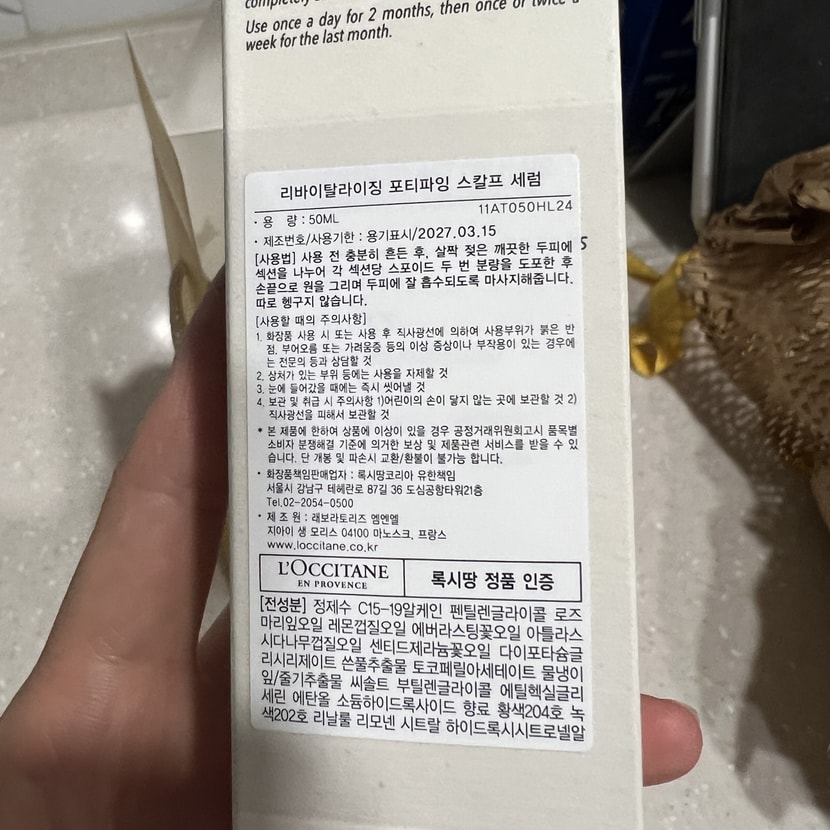 Use once a day for 2 months, then once or twice a
week for the last month.
리바이탈라이징 포티파잉 스칼프 세럼
11AT050HL24
· 용 량 : 50ML
· 제조번호/사용기한 : 용기표시/2027.03.15
[사용법] 사용 전 충분히 흔든 후, 살짝 젖은 깨끗한 두피에
섹션을 나누어 각 섹션당 스포이드 두 번 분량을 도포한 후
손끝으로 원을 그리며 두피에 잘 흡수되도록 마사지해줍니다.
따로 헹구지 않습니다.
[사용할 때의 주의사항]
1. 화장품 사용 시 또는 사용 후 직사광선에 의하여 사용부위가 붉은 반
점, 부어오름 또는 가려움증 등의 이상 증상이나 부작용이 있는 경우에
는 전문의 등과 상담할 것
2. 상처가 있는 부위 등에는 사용을 자제할 것
3. 눈에 들어갔을 때에는 즉시 씻어낼 것
4. 보관 및 취급 시 주의사항 1)어린이의 손이 닿지 않는 곳에 보관할 것 2)
직사광선을 피해서 보관할 것
* 본 제품에 한하여 상품에 이상이 있을 경우 공정거래위원회고시 품목별
소비자 분쟁해결 기준에 의거한 보상 및 제품관련 서비스를 받을 수 있
습니다. 단 개봉 및 파손시 교환/환불이 불가능 합니다.
· 화장품책임판매업자 : 록시땅코리아 유한책임
서울시 강남구 테헤란로 87길 36 도심공항타워21층
Tel.02-2054-0500
· 제 조 원 : 래보라토리즈 엠엔엘
지아이 생 모리스 04100 마노스크, 프랑스
www.loccitane.co.kr
L'OCCITANE
EN PROVENCE
록시땅 정품 인증
[전성분] 정제수 C15-19알케인 펜틸렌글라이콜 로즈
마리잎오일 레몬껍질오일 에버라스팅꽃오일 아틀라스
시다나무껍질오일 센티드제라늄꽃오일 다이포타슘글
리시리제이트 쓴풀추출물 토코페릴아세테이트 물냉이
잎/줄기추출물 씨솔트 부틸렌글라이콜 에틸헥실글리
세린 에탄올 소듐하이드록사이드 향료 황색204호 녹
색202호 리날룰 리모넨 시트랄 하이드록시시트로넬알